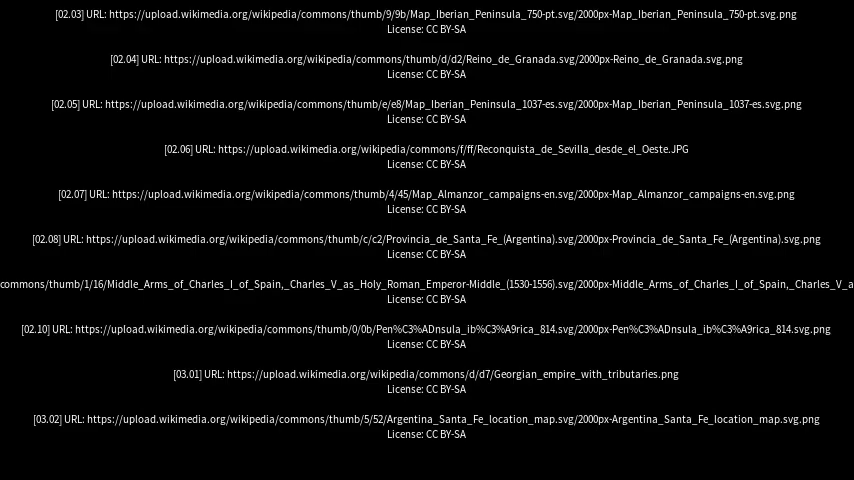 [02.03] URL: https://upload.wikimedia.org/wikipedia/commons/thumb/9/9b/Map_Iberian_Peninsula_750-pt.svg/2000px-Map_Iberian_Peninsula_750-pt.svg.png
License: CC BY-SA
[02.04] URL: https://upload.wikimedia.org/wikipedia/commons/thumb/d/d2/Reino_de_Granada.svg/2000px-Reino_de_Granada.svg.png
License: CC BY-SA
[02.05] URL: https://upload.wikimedia.org/wikipedia/commons/thumb/e/e8/Map_Iberian_Peninsula_1037-es.svg/2000px-Map_Iberian_Peninsula_1037-es.svg.png
License: CC BY-SA
[02.06] URL: https://upload.wikimedia.org/wikipedia/commons/f/ff/Reconquista_de_Sevilla_desde_el_Oeste.JPG
License: CC BY-SA
[02.07] URL: https://upload.wikimedia.org/wikipedia/commons/thumb/4/45/Map_Almanzor_campaigns-en.svg/2000px-Map_Almanzor_campaigns-en.svg.png
License: CC BY-SA
[02.08] URL: https://upload.wikimedia.org/wikipedia/commons/thumb/c/c2/Provincia_de_Santa_Fe_(Argentina).svg/2000px-Provincia_de_Santa_Fe_(Argentina).svg.png
License: CC BY-SA
commons/thumb/1/16/Middle_Arms_of_Charles_I_of_Spain,_Charles_V_as_Holy_Roman_Emperor-Middle_(1530-1556).svg/2000px-Middle_Arms_of_Charles_I_of_Spain,_Charles_V_a
License: CC BY-SA
[02.10] URL: https://upload.wikimedia.org/wikipedia/commons/thumb/0/0b/Pen%C3%ADnsula_ib%C3%A9rica_814.svg/2000px-Pen%C3%ADnsula_ib%C3%A9rica_814.svg.png
License: CC BY-SA
[03.01] URL: https://upload.wikimedia.org/wikipedia/commons/d/d7/Georgian_empire_with_tributaries.png
License: CC BY-SA
[03.02] URL: https://upload.wikimedia.org/wikipedia/commons/thumb/5/52/Argentina_Santa_Fe_location_map.svg/2000px-Argentina_Santa_Fe_location_map.svg.png
License: CC BY-SA